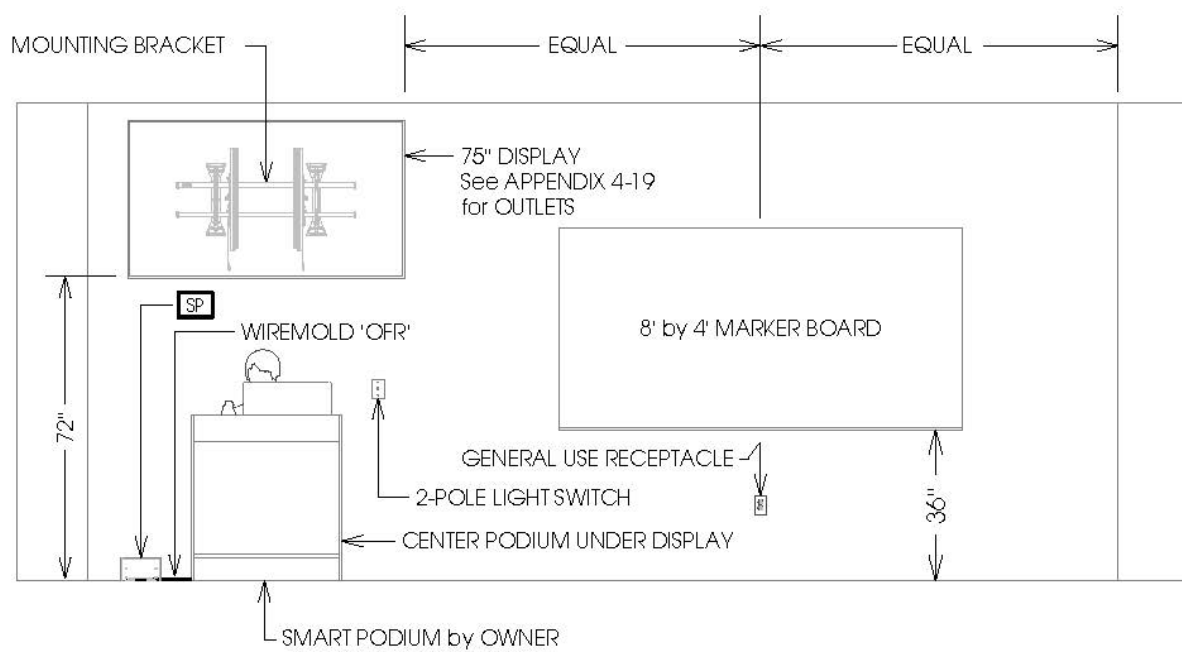 MOUNTING BRACKET
EQUAL
EQUAL
75" DISPLAY
See APPENDIX 4-19
for OUTLETS
SP
WIREMOLD 'OFR'
8' by 4' MARKER BOARD
72"
GENERAL USE RECEPTACLE
2-POLE LIGHT SWITCH
36"
CENTER PODIUM UNDER DISPLAY
SMART PODIUM by OWNER